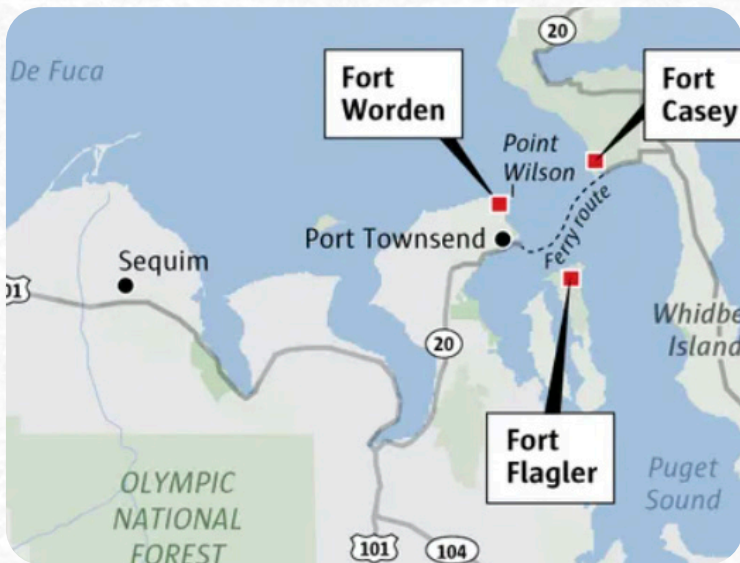 De Fuca
20
Fort
Worden
Fort
Casey
Point
Wilson
Port Townsend
Ferry route
Sequim
01
20
Whidbe
Island
Fort
Flagler
Puget
Sound
OLYMPIC
NATIONAL
FOREST
101
104